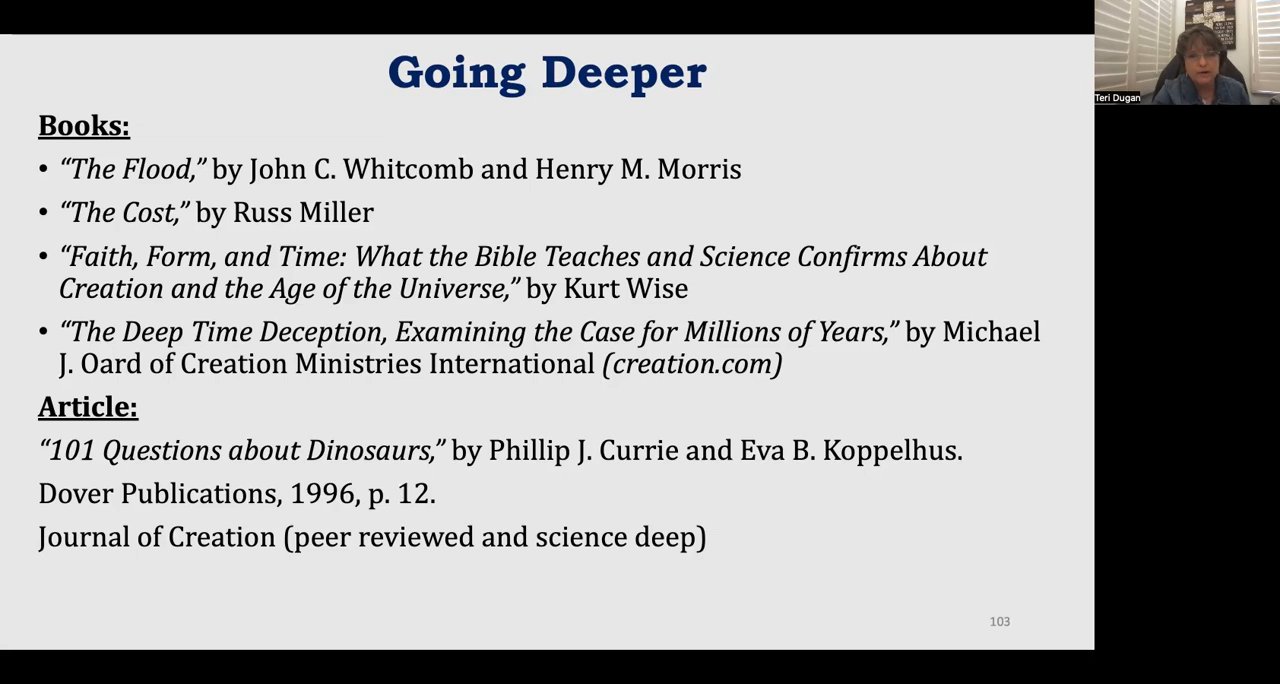 Going Deeper
Teri Dugan
Books:
• “The Flood,” by John C. Whitcomb and Henry M. Morris
• “The Cost,” by Russ Miller
• “Faith, Form, and Time: What the Bible Teaches and Science Confirms About
Creation and the Age of the Universe,” by Kurt Wise
• “The Deep Time Deception, Examining the Case for Millions of Years,” by Michael
J. Oard of Creation Ministries International (creation.com)
Article:
“101 Questions about Dinosaurs,” by Phillip J. Currie and Eva B. Koppelhus.
Dover Publications, 1996, p. 12.
Journal of Creation (peer reviewed and science deep)
103